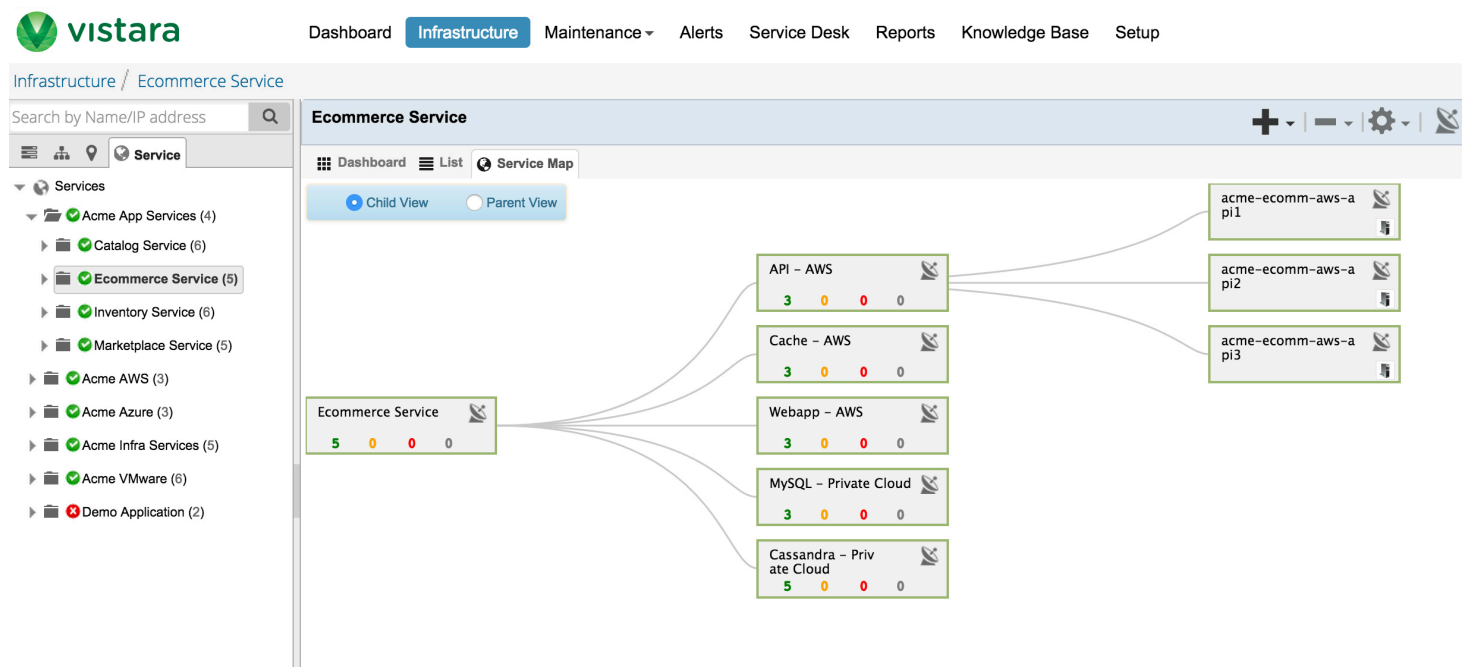 vistara
Dashboard Infrastructure Maintenance Alerts Service Desk Reports Knowledge Base Setup
Infrastructure / Ecommerce Service
Search by Name/IP address
Service
Services
Acme App Services (4)
Catalog Service (6)
Ecommerce Service (5)
Inventory Service (6)
Marketplace Service (5)
Acme AWS (3)
Acme Azure (3)
Acme Infra Services (5)
Acme VMware (6)
Demo Application (2)
Ecommerce Service
Dashboard List Service Map
Child View Parent View
Ecommerce Service
5 0 0 0
API – AWS
3 0 0 0
Cache – AWS
3 0 0 0
Webapp – AWS
3 0 0 0
MySQL – Private Cloud
3 0 0 0
Cassandra – Priv
ate Cloud
5 0 0 0
acme-ecomm-aws-a
pi1
acme-ecomm-aws-a
pi2
acme-ecomm-aws-a
pi3